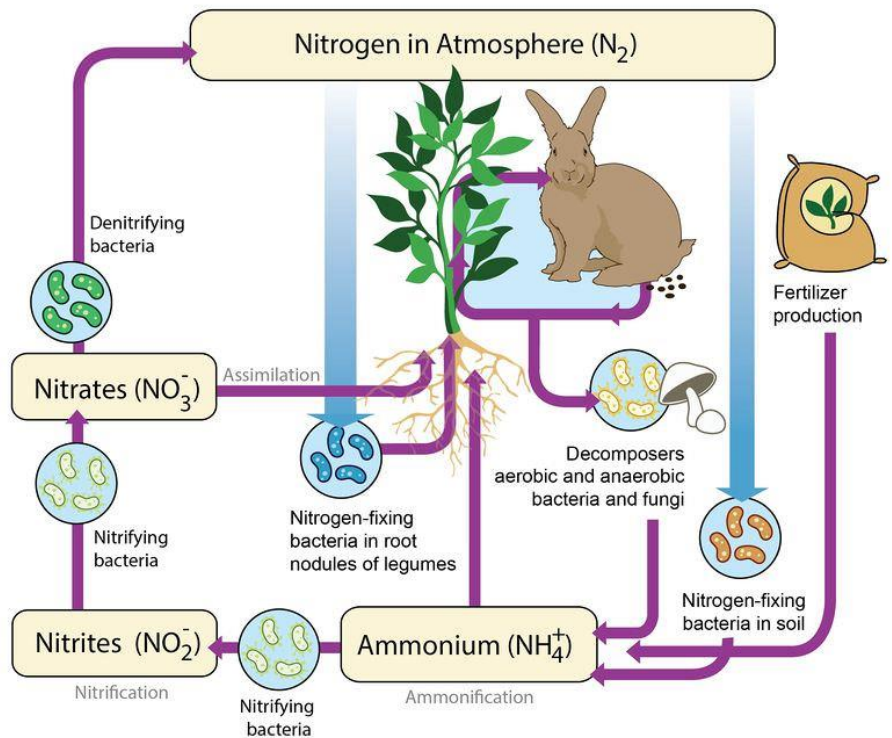 Nitrogen in Atmosphere (N₂)
Denitrifying
bacteria
Fertilizer
production
Nitrates (NO₃⁻)
Assimilation
Decomposers
aerobic and anaerobic
bacteria and fungi
Nitrifying
bacteria
Nitrogen-fixing
bacteria in root
nodules of legumes
Nitrogen-fixing
bacteria in soil
Nitrites (NO₂⁻)
Ammonium (NH₄⁺)
Nitrification
Ammonification
Nitrifying
bacteria